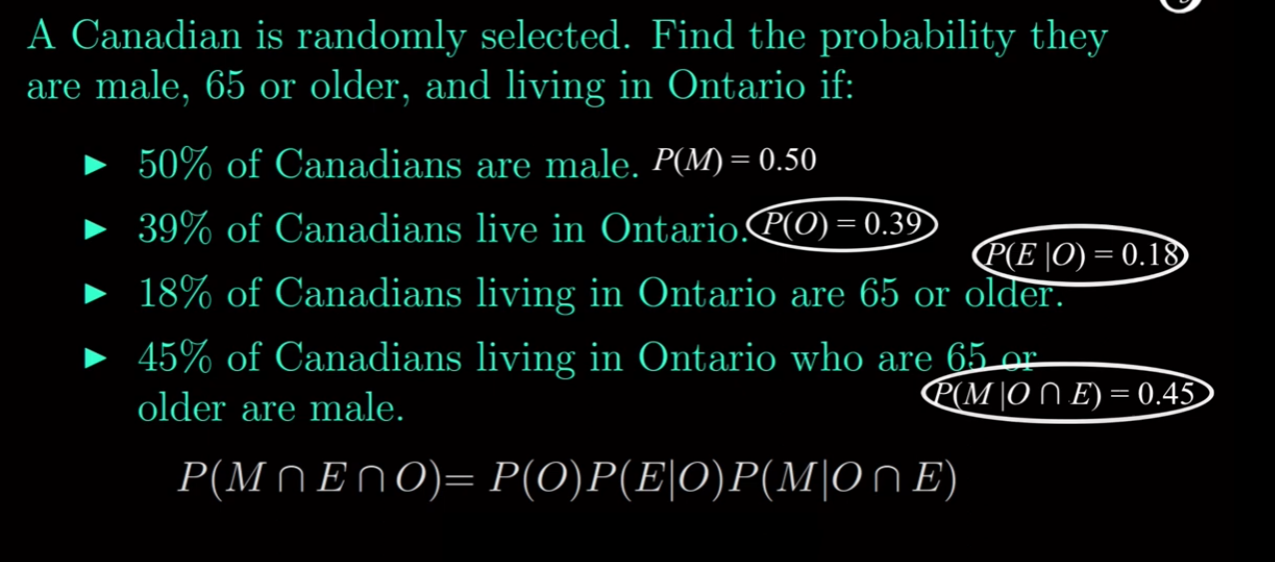 A Canadian is randomly selected. Find the probability they
are male, 65 or older, and living in Ontario if:
▶ 50% of Canadians are male. P(M) = 0.50
▶ 39% of Canadians live in Ontario. P(O) = 0.39
P(E |O) = 0.18
▶ 18% of Canadians living in Ontario are 65 or older.
▶ 45% of Canadians living in Ontario who are 65 or
older are male. P(M |O ∩ E) = 0.45
P(M ∩ E ∩ O)= P(O)P(E|O)P(M|O ∩ E)